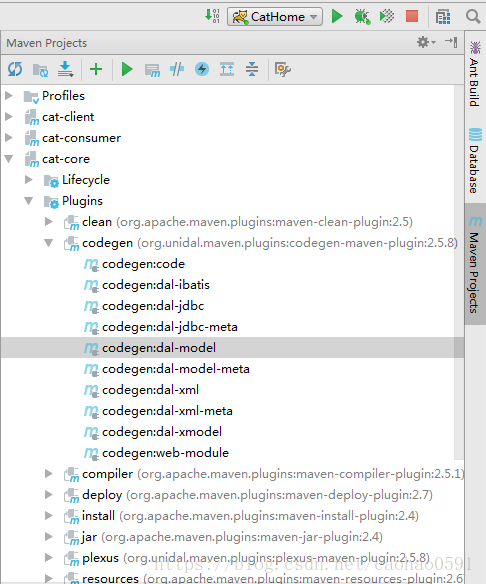 CatHome
Maven Projects
Profiles
cat-client
cat-consumer
cat-core
Lifecycle
Plugins
clean (org.apache.maven.plugins:maven-clean-plugin:2.5)
codegen (org.unidal.maven.plugins:codegen-maven-plugin:2.5.8)
codegen:code
codegen:dal-ibatis
codegen:dal-jdbc
codegen:dal-jdbc-meta
codegen:dal-model
codegen:dal-model-meta
codegen:dal-xml
codegen:dal-xml-meta
codegen:dal-xmodel
codegen:web-module
compiler (org.apache.maven.plugins:maven-compiler-plugin:2.5.1)
deploy (org.apache.maven.plugins:maven-deploy-plugin:2.7)
install (org.apache.maven.plugins:maven-install-plugin:2.4)
jar (org.apache.maven.plugins:maven-jar-plugin:2.4)
plexus (org.unidal.maven.plugins:plexus-maven-plugin:2.5.8)
resources (org.apache.maven.plugins:maven-resources-plugin:2.6
Ant Build
Database
Maven Projects
https://blog.csdn.net/caohao0591